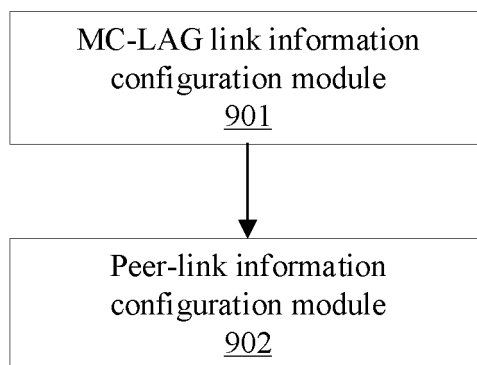 MC-LAG link information
configuration module
901
Peer-link information
configuration module
902